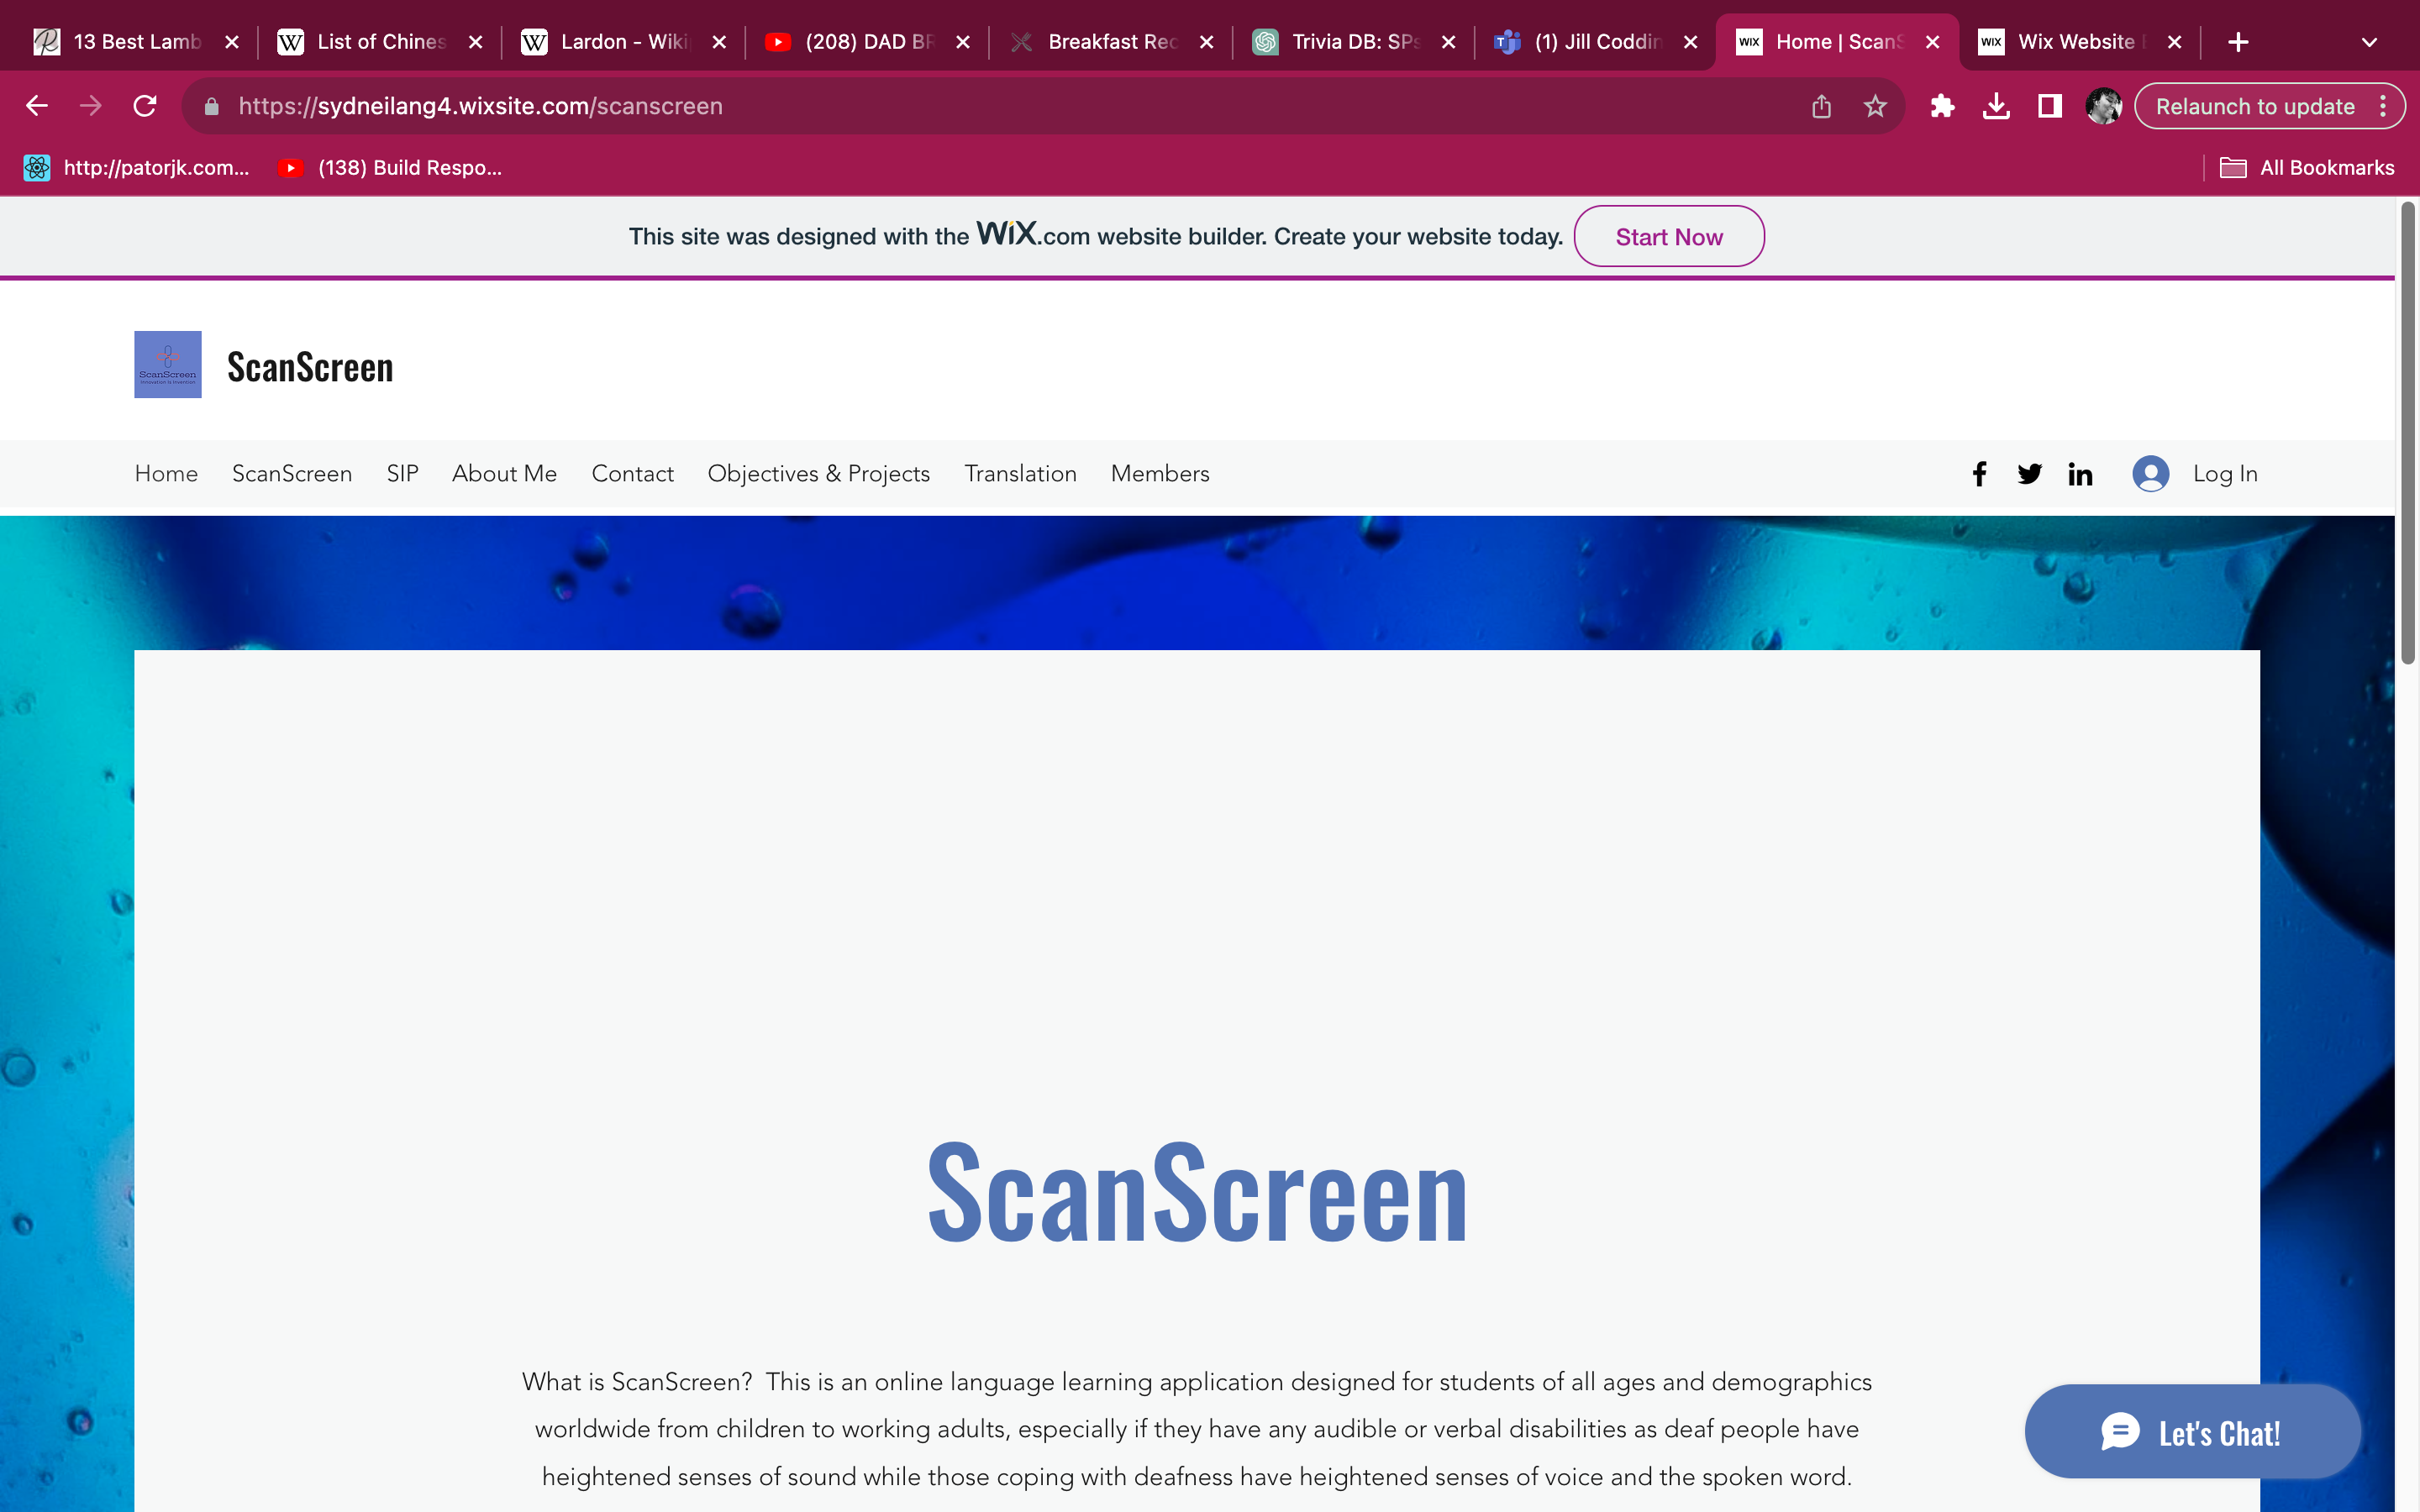 13 Best Lamb
List of Chines
Lardon - Wiki
(208) DAD BR
Breakfast Rec
Trivia DB: SPs
(1) Jill Coddin
WIX Home | ScanS
WIX Wix Website
https://sydneilang4.wixsite.com/scanscreen
Relaunch to update
http://patorjk.com...
(138) Build Respo...
All Bookmarks
This site was designed with the WiX.com website builder. Create your website today.
Start Now
ScanScreen
ScanScreen
Home ScanScreen SIP About Me Contact Objectives & Projects Translation Members
Log In
ScanScreen
What is ScanScreen?  This is an online language learning application designed for students of all ages and demographics
worldwide from children to working adults, especially if they have any audible or verbal disabilities as deaf people have
heightened senses of sound while those coping with deafness have heightened senses of voice and the spoken word.
Let's Chat!